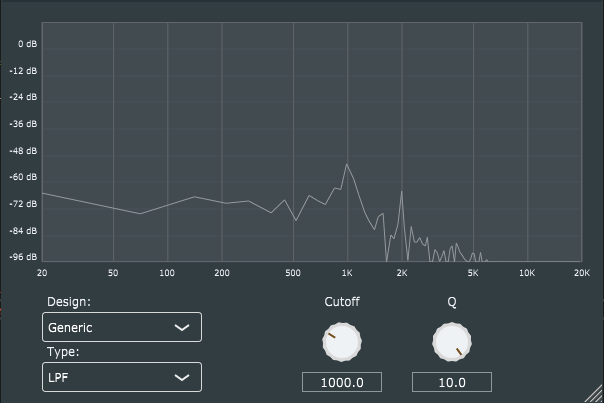 0 dB
-12 dB
-24 dB
-36 dB
-48 dB
-60 dB
-72 dB
-84 dB
-96 dB
20 50 100 200 500 1K 2K 5K 10K 20K
Design: Cutoff Q
Generic
Type:
LPF 1000.0 10.0